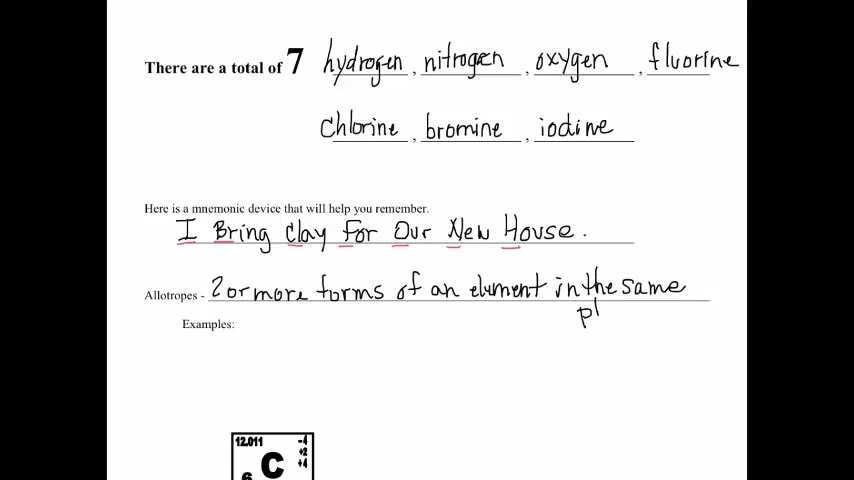 There are a total of 7 hydrogen, nitrogen, oxygen, fluorine
chlorine, bromine, iodine
Here is a mnemonic device that will help you remember.
I Bring Clay For Our New House.
Allotropes - 2 or more forms of an element in the same
Examples:
12.011 -4
+2
C +4
6